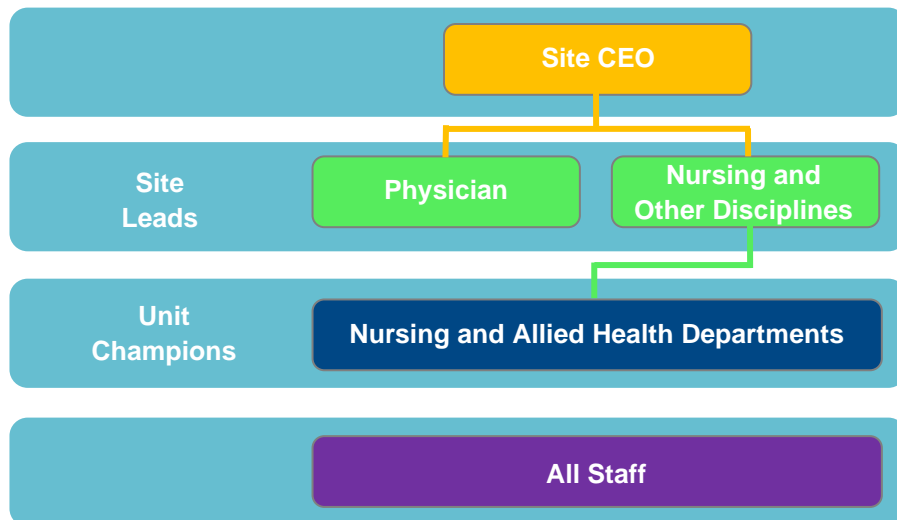 Site CEO
Site
Leads
Physician
Nursing and
Other Disciplines
Unit
Champions
Nursing and Allied Health Departments
All Staff